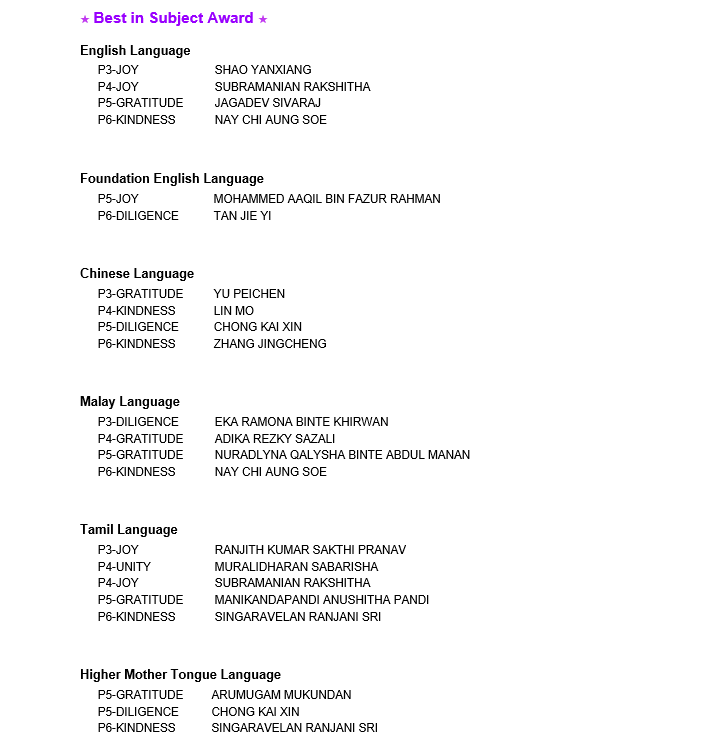 ★ Best in Subject Award ★
English Language
P3-JOY SHAO YANXIANG
P4-JOY SUBRAMANIAN RAKSHITHA
P5-GRATITUDE JAGADEV SIVARAJ
P6-KINDNESS NAY CHI AUNG SOE
Foundation English Language
P5-JOY MOHAMMED AAQIL BIN FAZUR RAHMAN
P6-DILIGENCE TAN JIE YI
Chinese Language
P3-GRATITUDE YU PEICHEN
P4-KINDNESS LIN MO
P5-DILIGENCE CHONG KAI XIN
P6-KINDNESS ZHANG JINGCHENG
Malay Language
P3-DILIGENCE EKA RAMONA BINTE KHIRWAN
P4-GRATITUDE ADIKA REZKY SAZALI
P5-GRATITUDE NURADLYNA QALYSHA BINTE ABDUL MANAN
P6-KINDNESS NAY CHI AUNG SOE
Tamil Language
P3-JOY RANJITH KUMAR SAKTHI PRANAV
P4-UNITY MURALIDHARAN SABARISHA
P4-JOY SUBRAMANIAN RAKSHITHA
P5-GRATITUDE MANIKANDAPANDI ANUSHITHA PANDI
P6-KINDNESS SINGARAVELAN RANJANI SRI
Higher Mother Tongue Language
P5-GRATITUDE ARUMUGAM MUKUNDAN
P5-DILIGENCE CHONG KAI XIN
P6-KINDNESS SINGARAVELAN RANJANI SRI